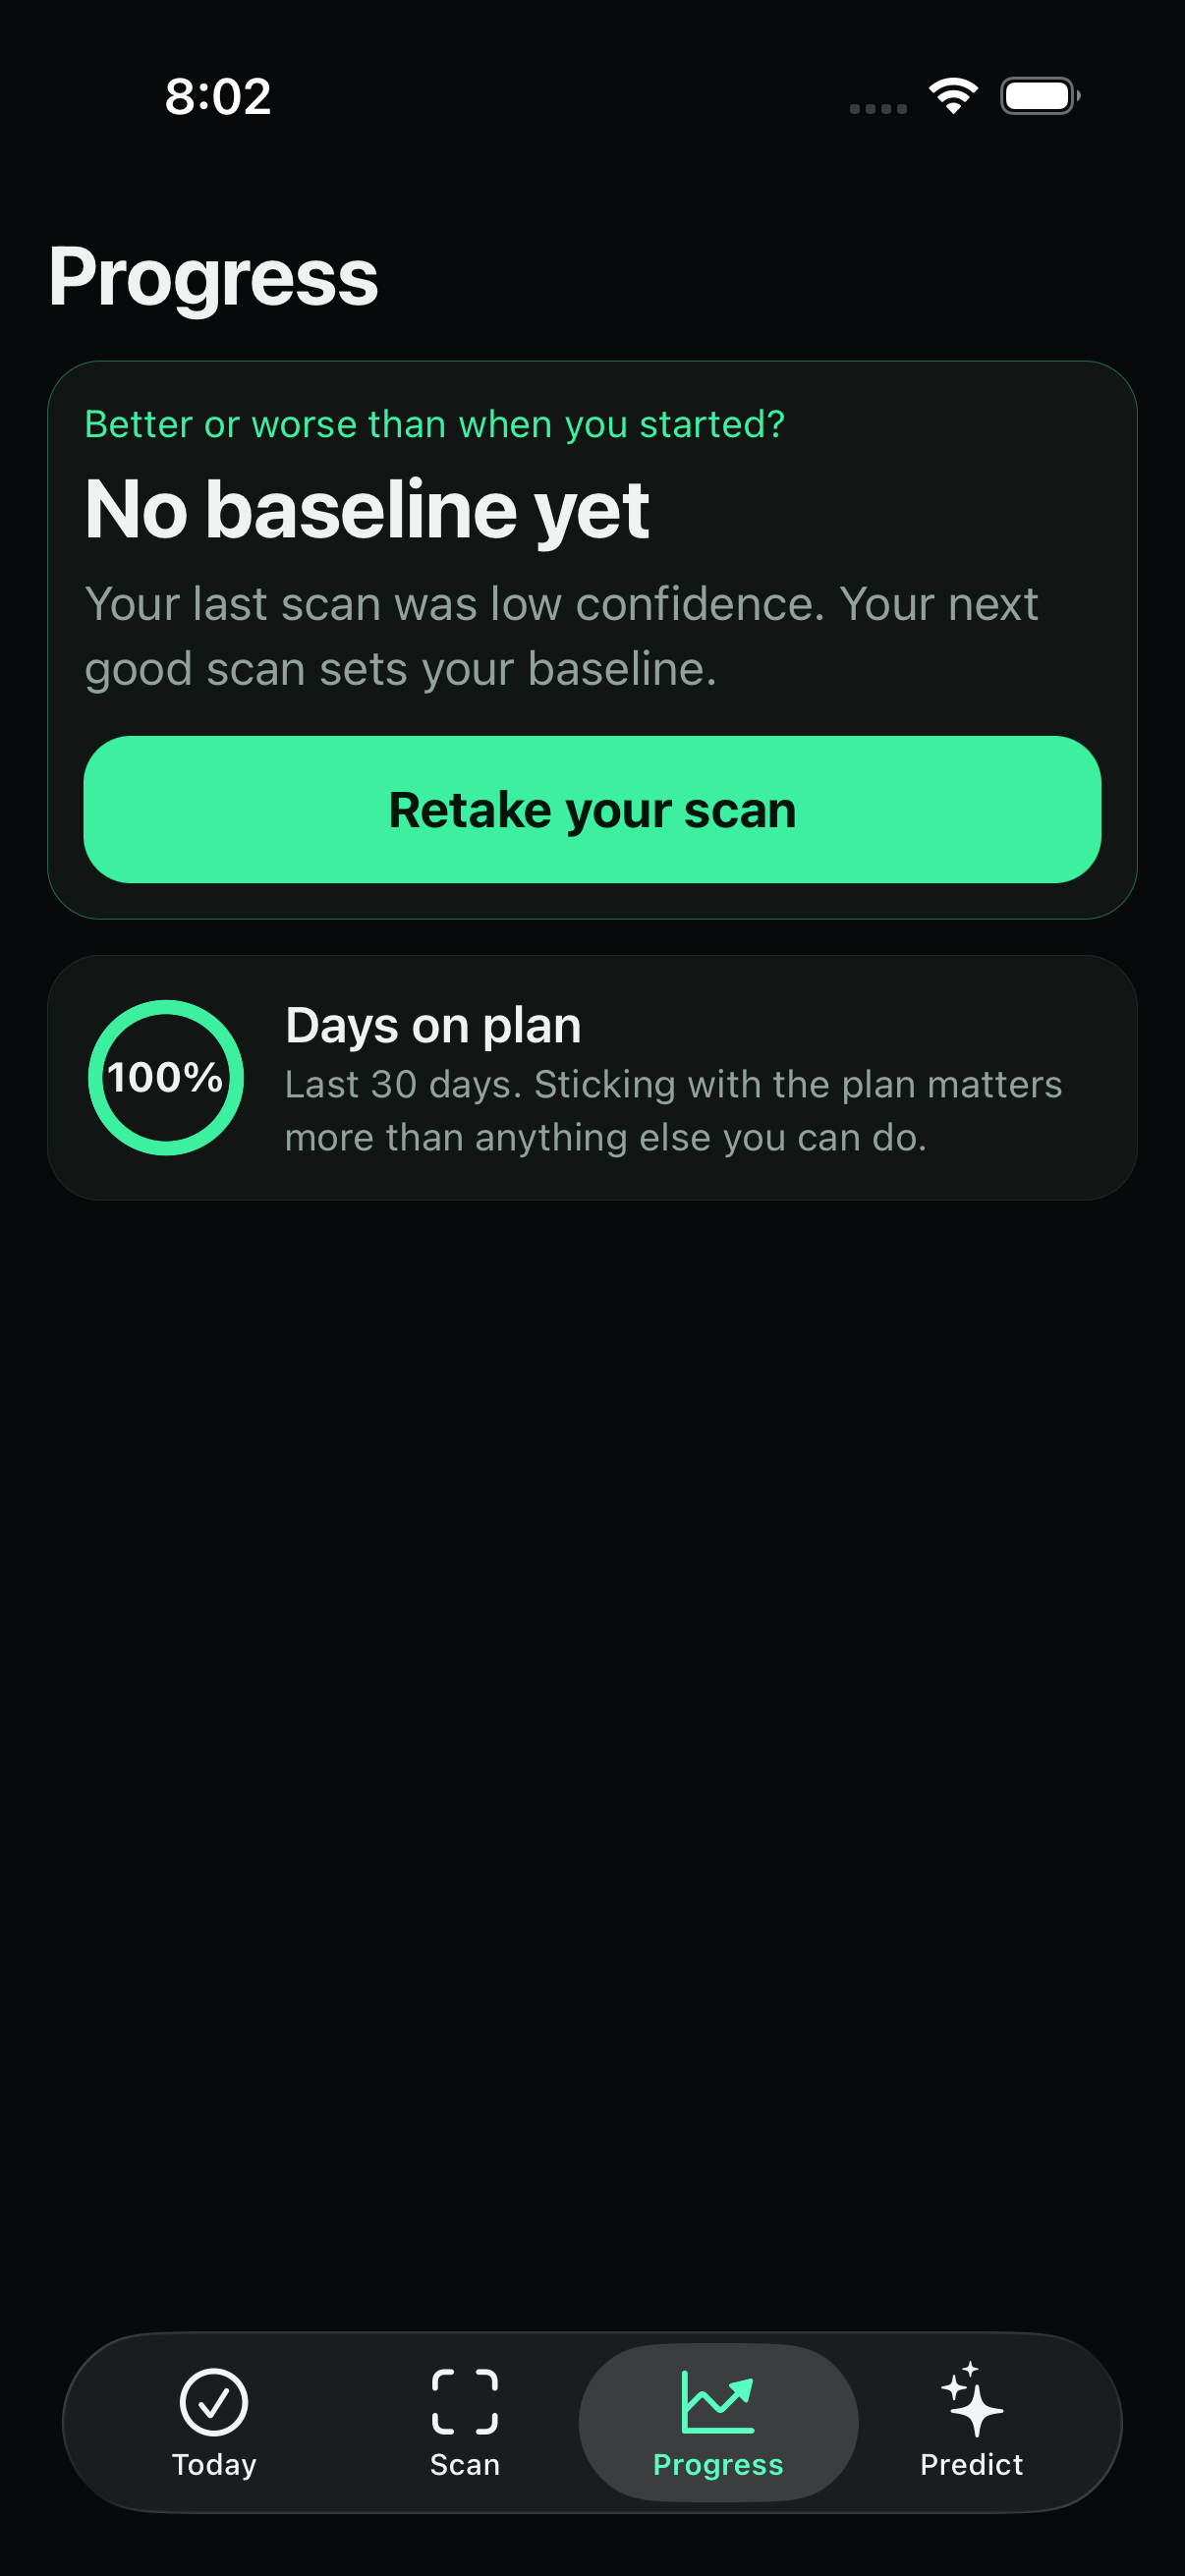 8:02
Progress
Better or worse than when you started?
No baseline yet
Your last scan was low confidence. Your next
good scan sets your baseline.
Retake your scan
100%
Days on plan
Last 30 days. Sticking with the plan matters
more than anything else you can do.
Today
Scan
Progress
Predict